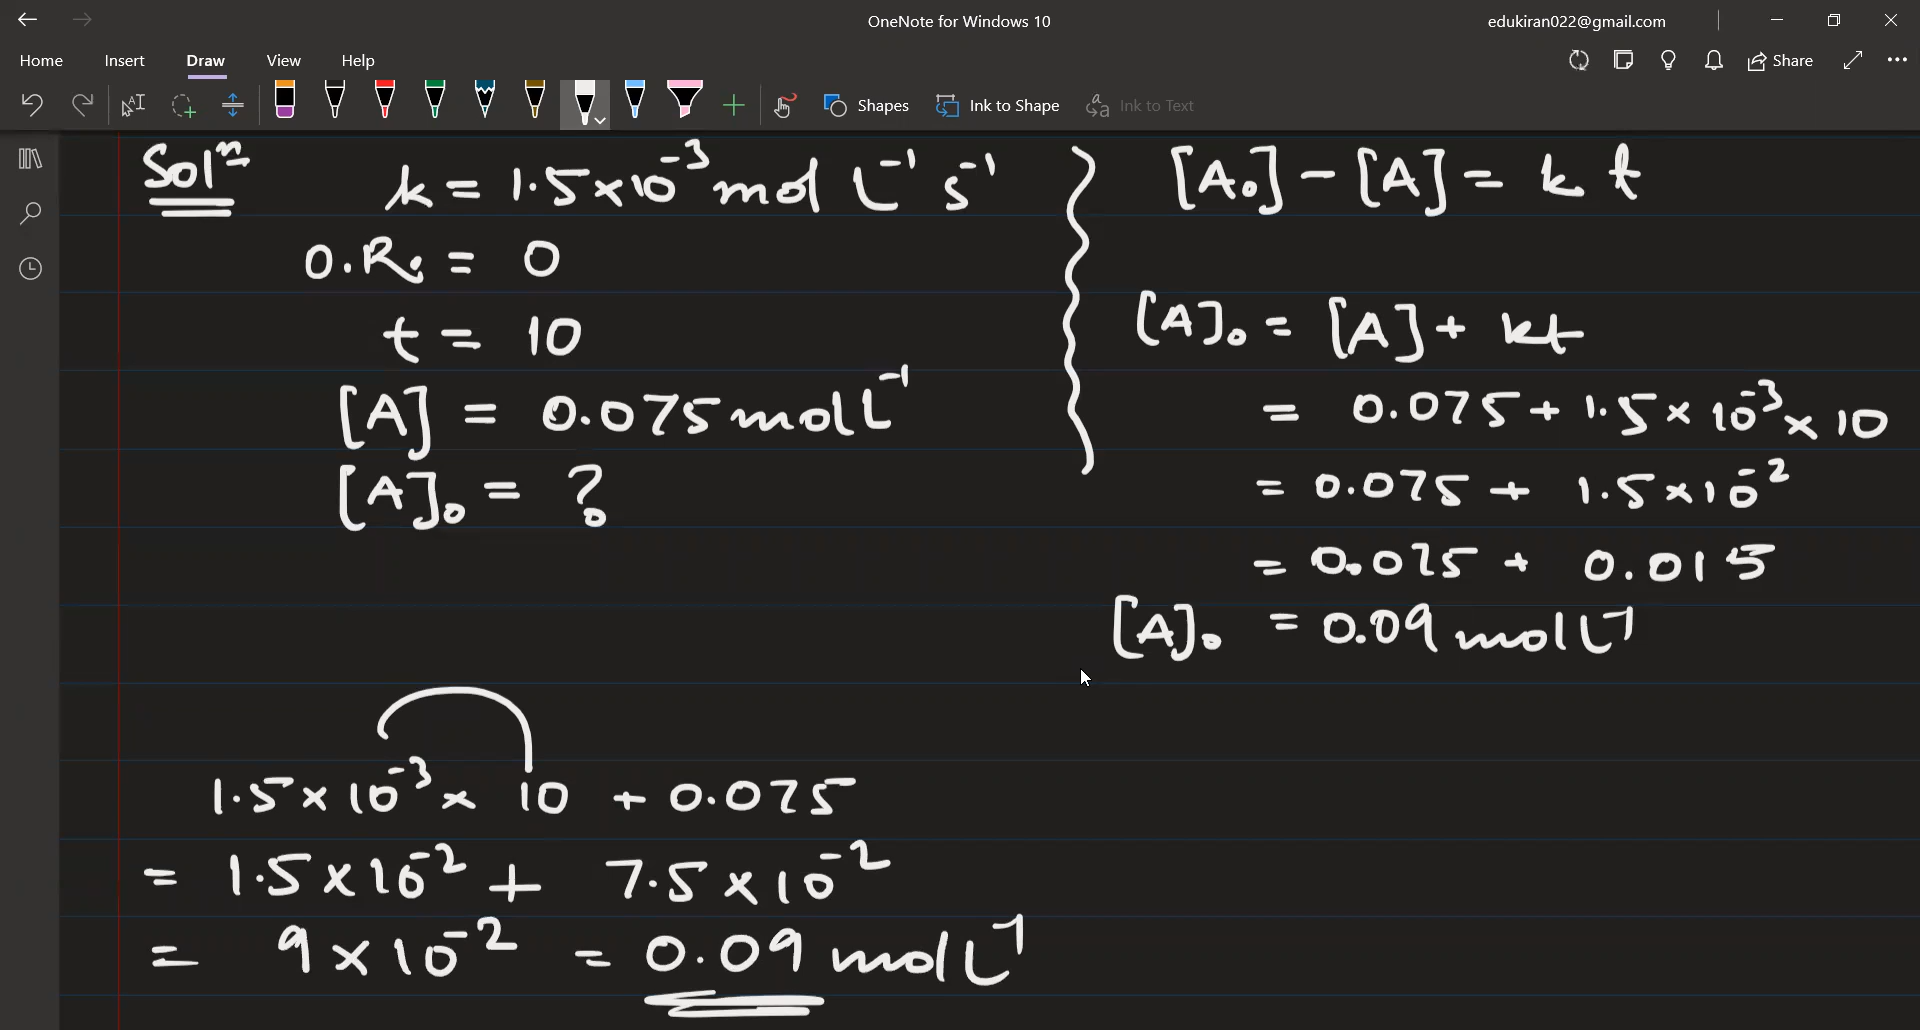 OneNote for Windows 10
edukiran022@gmail.com
Home Insert Draw View Help
Share
Shapes Ink to Shape Ink to Text
Solⁿ k = 1.5×10⁻³ mol L⁻¹ s⁻¹
O.R. = 0
t = 10
[A] = 0.075 mol L⁻¹
[A]₀ = ?
[A₀] - [A] = k t
[A]₀ = [A] + kt
= 0.075 + 1.5 × 10⁻³ × 10
= 0.075 + 1.5 × 10⁻²
= 0.075 + 0.015
[A]₀ = 0.09 mol L⁻¹
1.5 × 10⁻³ × 10 + 0.075
= 1.5 × 10⁻² + 7.5 × 10⁻²
= 9 × 10⁻² = 0.09 mol L⁻¹